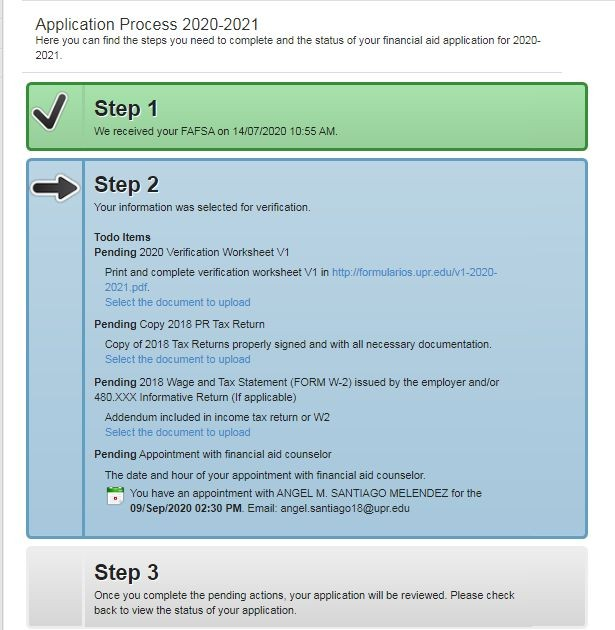 Application Process 2020-2021
Here you can find the steps you need to complete and the status of your financial aid application for 2020-
2021.
Step 1
We received your FAFSA on 14/07/2020 10:55 AM.
Step 2
Your information was selected for verification.
Todo Items
Pending 2020 Verification Worksheet V1
Print and complete verification worksheet V1 in http://formularios.upr.edu/v1-2020-
2021.pdf.
Select the document to upload
Pending Copy 2018 PR Tax Return
Copy of 2018 Tax Returns properly signed and with all necessary documentation.
Select the document to upload
Pending 2018 Wage and Tax Statement (FORM W-2) issued by the employer and/or
480.XXX Informative Return (If applicable)
Addendum included in income tax return or W2
Select the document to upload
Pending Appointment with financial aid counselor
The date and hour of your appointment with financial aid counselor.
You have an appointment with ANGEL M. SANTIAGO MELENDEZ for the
09/Sep/2020 02:30 PM. Email: angel.santiago18@upr.edu
Step 3
Once you complete the pending actions, your application will be reviewed. Please check
back to view the status of your application.